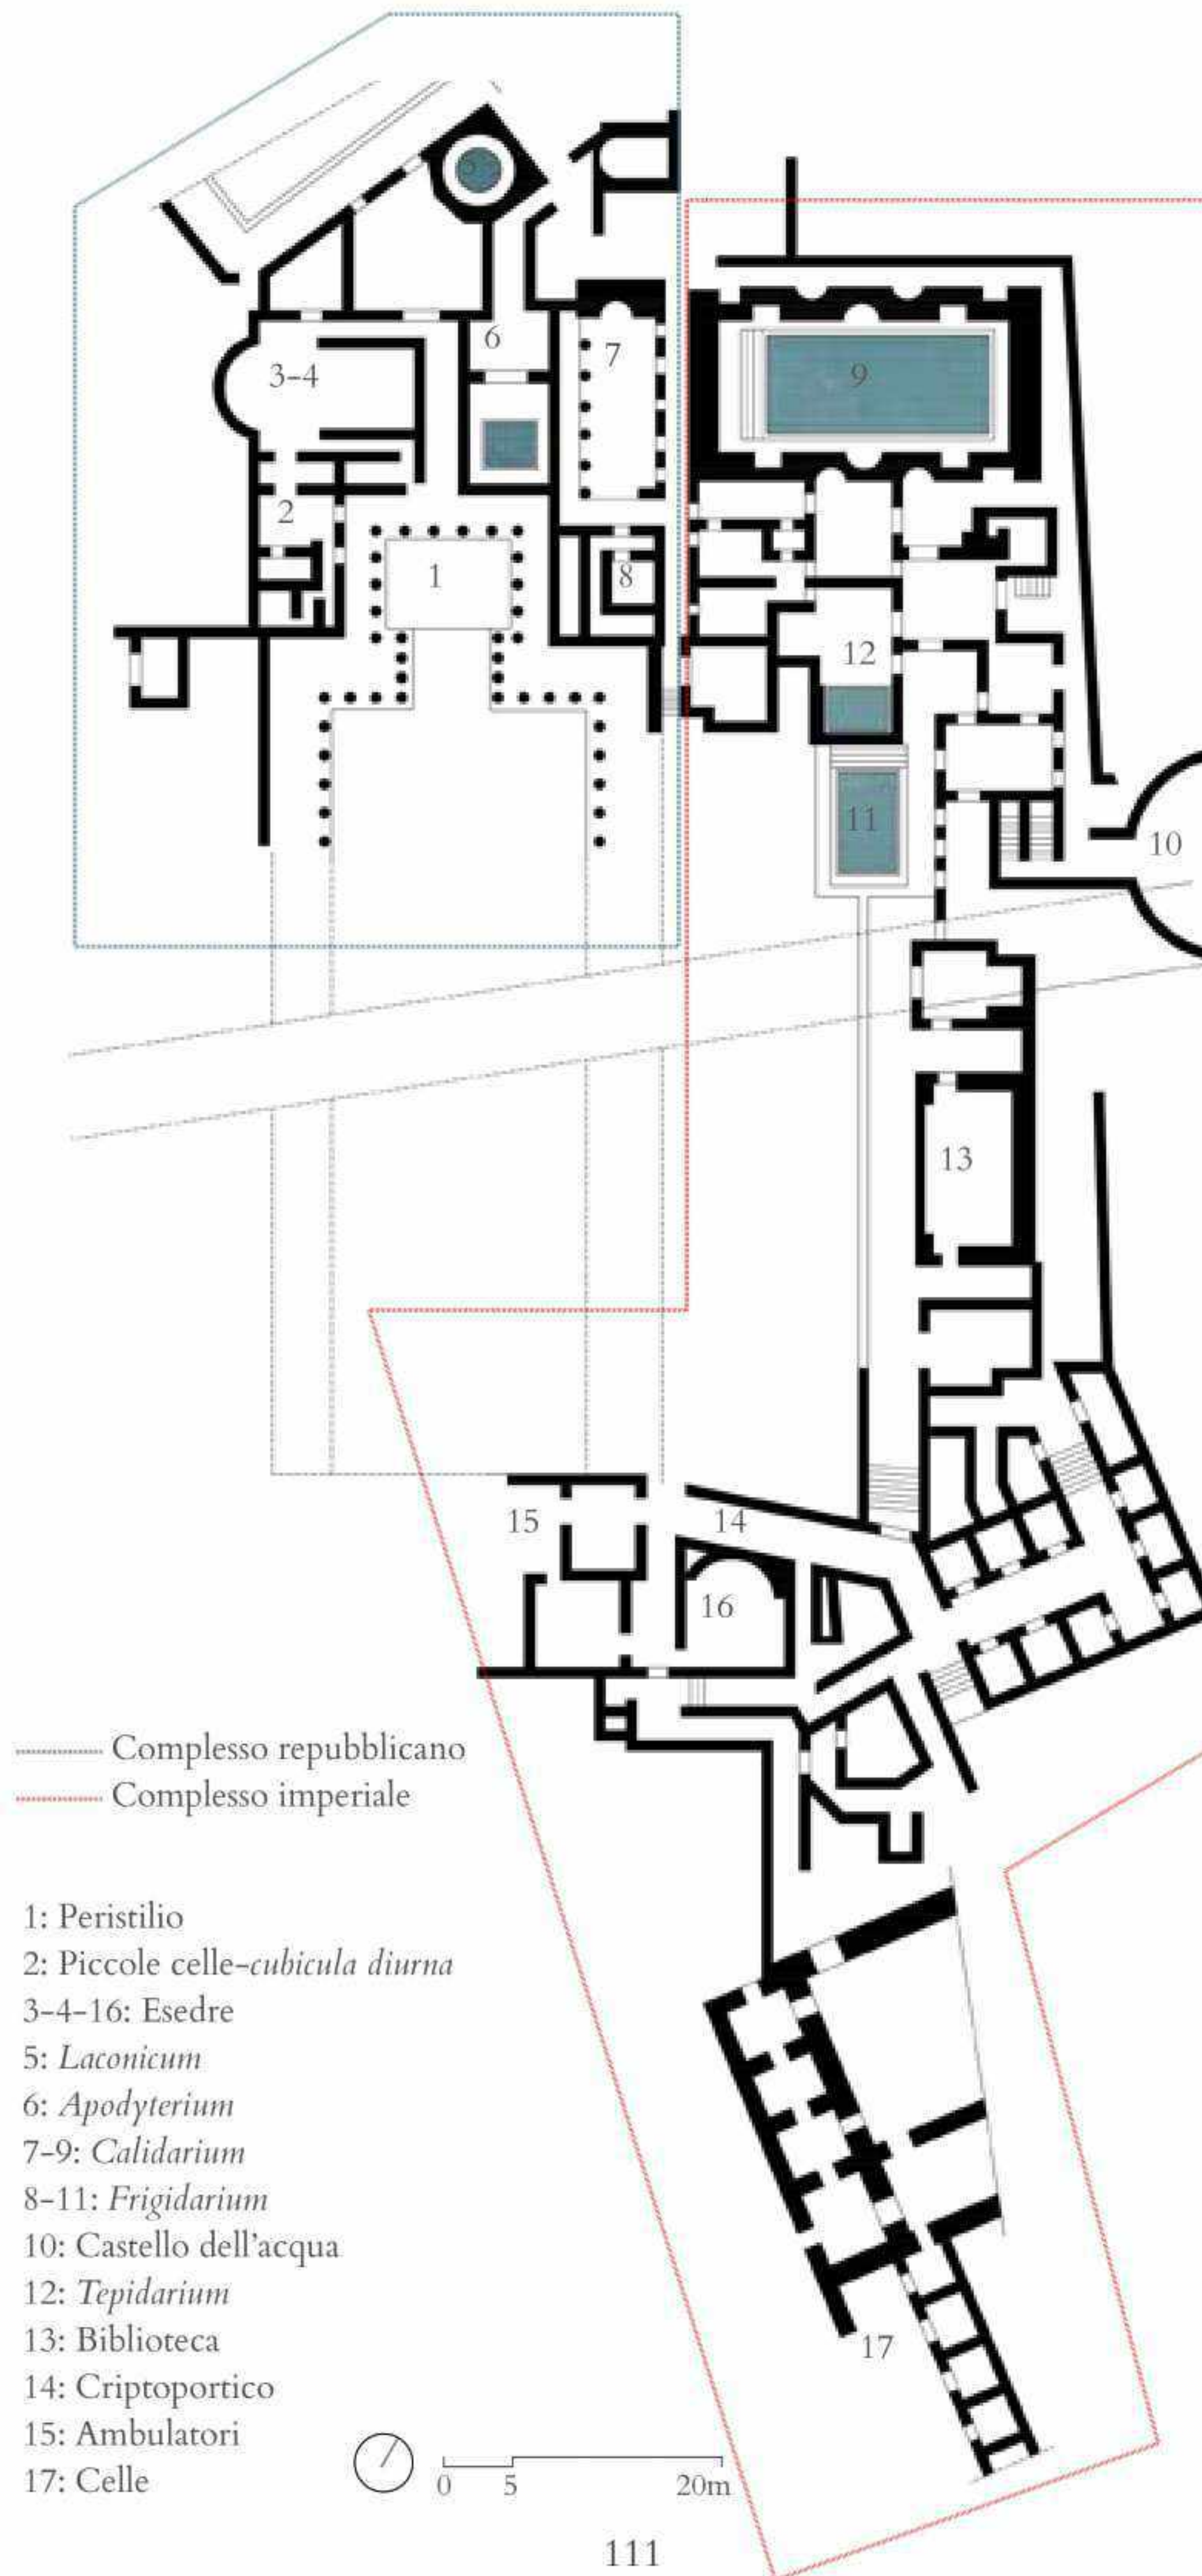 5
6
7
3-4
9
2
1
8
12
11
10
13
15
14
16
Complesso repubblicano
Complesso imperiale
1: Peristilio
2: Piccole celle-cubicula diurna
3-4-16: Esedre
5: Laconicum
6: Apodyterium
7-9: Calidarium
8-11: Frigidarium
10: Castello dell'acqua
12: Tepidarium
13: Biblioteca
14: Criptoportico
15: Ambulatori
17: Celle
17
0 5 20m
111